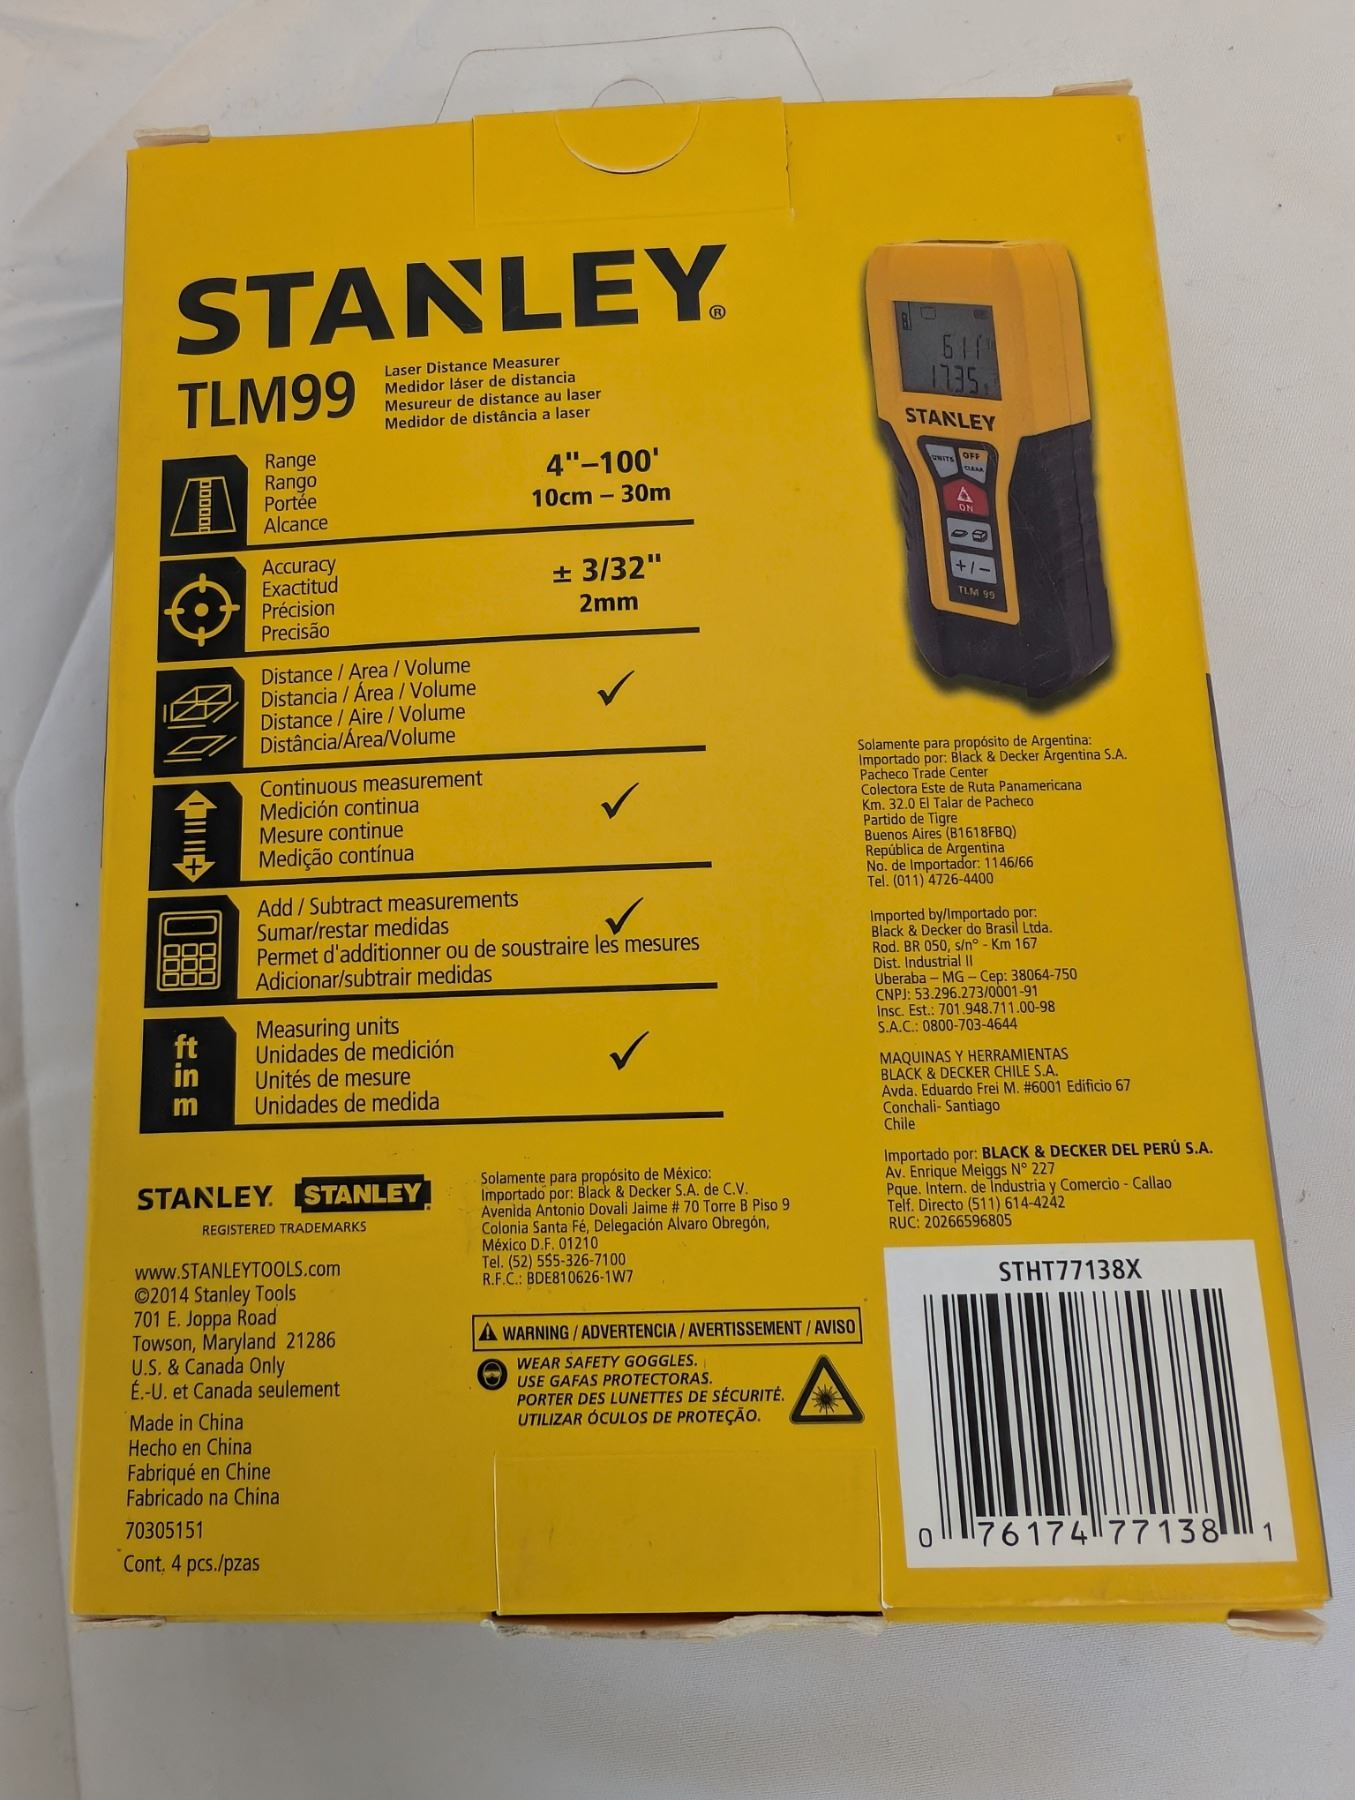 STANLEY®
TLM99
Laser Distance Measurer
Medidor láser de distancia
Mesureur de distance au laser
Medidor de distância a laser
Range
Rango
Portée
Alcance
4"–100'
10cm – 30m
Accuracy
Exactitud
Précision
Precisão
± 3/32"
2mm
Distance / Area / Volume
Distancia / Área / Volume
Distance / Aire / Volume
Distância/Área/Volume
Continuous measurement
Medición continua
Mesure continue
Medição contínua
Add / Subtract measurements
Sumar/restar medidas
Permet d'additionner ou de soustraire les mesures
Adicionar/subtrair medidas
ft
in
m
Measuring units
Unidades de medición
Unités de mesure
Unidades de medida
STANLEY
UNITS
OFF
CLEAR
ON
+/−
TLM 99
Solamente para propósito de Argentina:
Importado por: Black & Decker Argentina S.A.
Pacheco Trade Center
Colectora Este de Ruta Panamericana
Km. 32.0 El Talar de Pacheco
Partido de Tigre
Buenos Aires (B1618FBQ)
República de Argentina
No. de Importador: 1146/66
Tel. (011) 4726-4400
Imported by/Importado por:
Black & Decker do Brasil Ltda.
Rod. BR 050, s/n° - Km 167
Dist. Industrial II
Uberaba – MG – Cep: 38064-750
CNPJ: 53.296.273/0001-91
Insc. Est.: 701.948.711.00-98
S.A.C.: 0800-703-4644
MAQUINAS Y HERRAMIENTAS
BLACK & DECKER CHILE S.A.
Avda. Eduardo Frei M. #6001 Edificio 67
Conchali- Santiago
Chile
Importado por: BLACK & DECKER DEL PERÚ S.A.
Av. Enrique Meiggs N° 227
Pque. Intern. de Industria y Comercio - Callao
Telf. Directo (511) 614-4242
RUC: 20266596805
STANLEY. STANLEY
REGISTERED TRADEMARKS
www.STANLEYTOOLS.com
©2014 Stanley Tools
701 E. Joppa Road
Towson, Maryland 21286
U.S. & Canada Only
É.-U. et Canada seulement
Made in China
Hecho en China
Fabriqué en Chine
Fabricado na China
70305151
Cont. 4 pcs./pzas
Solamente para propósito de México:
Importado por: Black & Decker S.A. de C.V.
Avenida Antonio Dovali Jaime # 70 Torre B Piso 9
Colonia Santa Fé, Delegación Alvaro Obregón,
México D.F. 01210
Tel. (52) 555-326-7100
R.F.C.: BDE810626-1W7
WARNING / ADVERTENCIA / AVERTISSEMENT / AVISO
WEAR SAFETY GOGGLES.
USE GAFAS PROTECTORAS.
PORTER DES LUNETTES DE SÉCURITÉ.
UTILIZAR ÓCULOS DE PROTEÇÃO.
STHT77138X
0 76174 77138 1